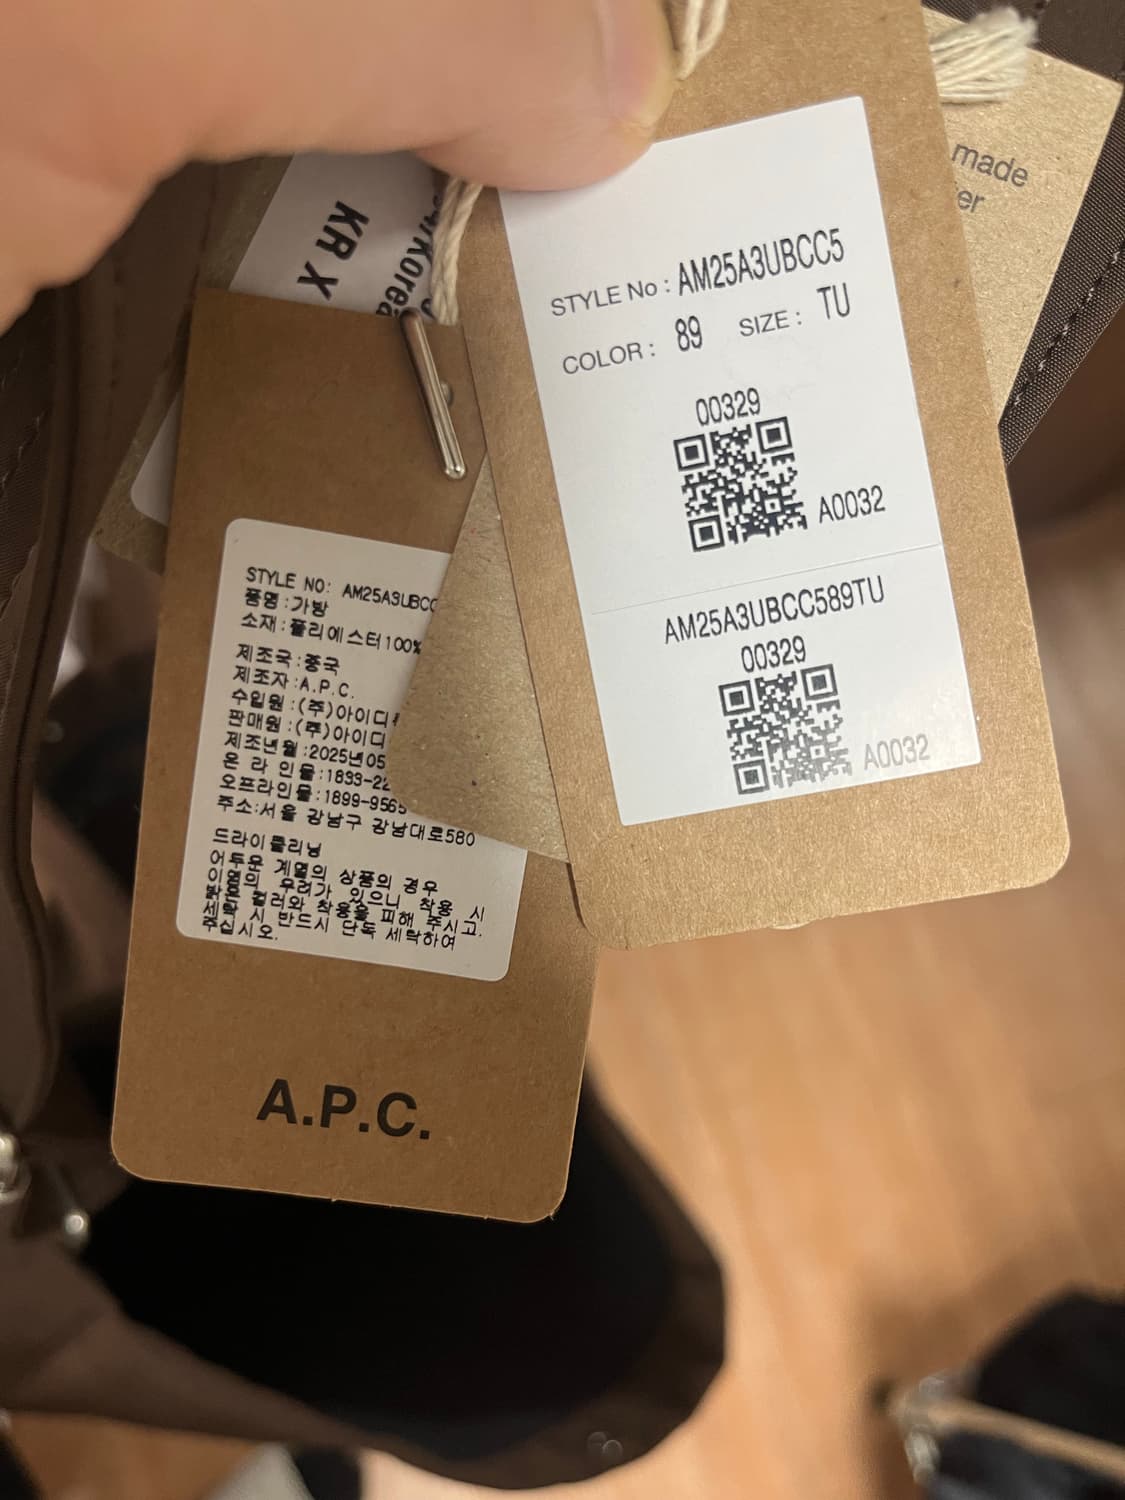 made
er
KR X
/Korea
STYLE No : AM25A3UBCC5
COLOR : 89 SIZE : TU
00329
A0032
AM25A3UBCC589TU
00329
A0032
STYLE NO: AM25A3UBCC
품명:가방
소재:폴리에스터100%
제조국:중국
제조자:A.P.C.
수입원:(주)아이디
판매원:(주)아이디
제조년월:2025년05
온 라 인몰:1833-22
오프라인몰:1899-9565
주소:서울 강남구 강남대로580
드라이클리닝
어두운 계열의 상품의 경우
이염의 우려가 있으니 착용 시
밝은 컬러와 착용을 피해 주시고,
세탁 시 반드시 단독 세탁하여
주십시오.
A.P.C.